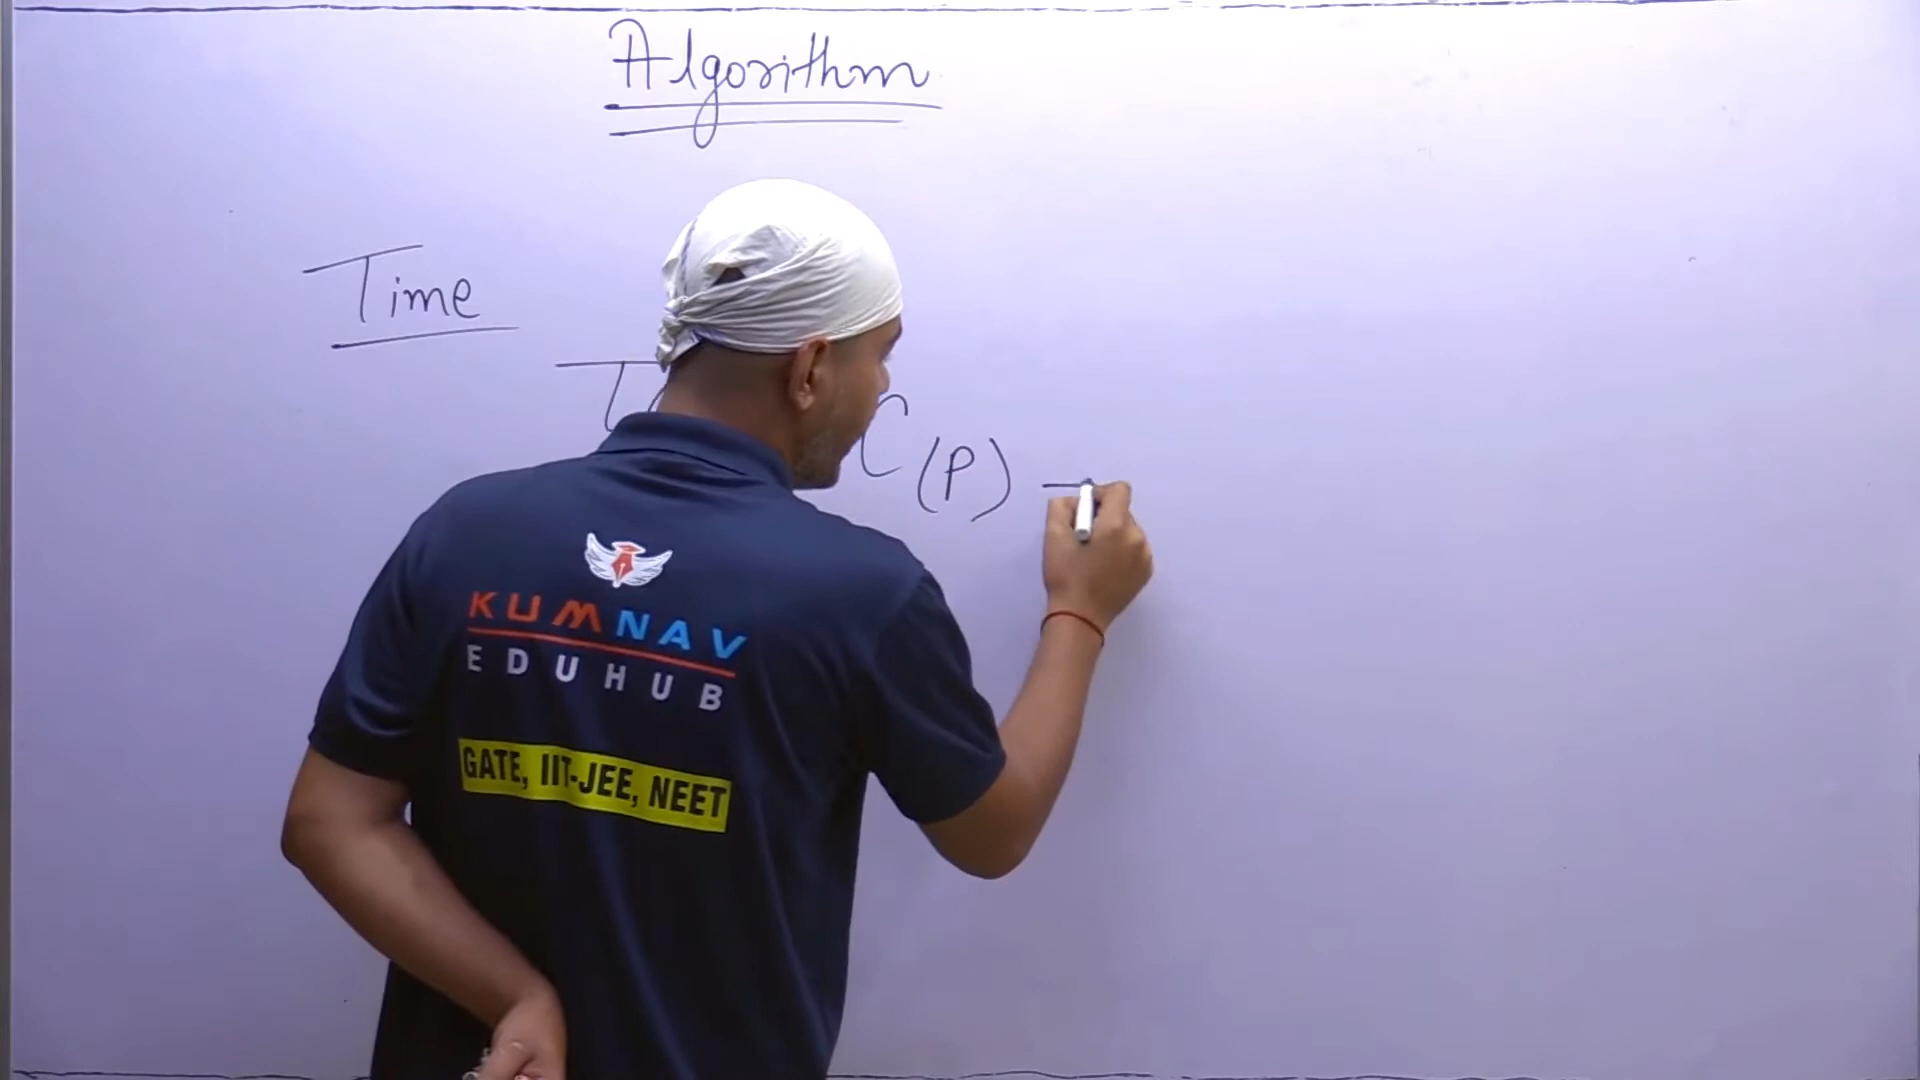 Algorithm
Time
C(P)
KUMNAV
EDUHUB
GATE, IIT-JEE, NEET